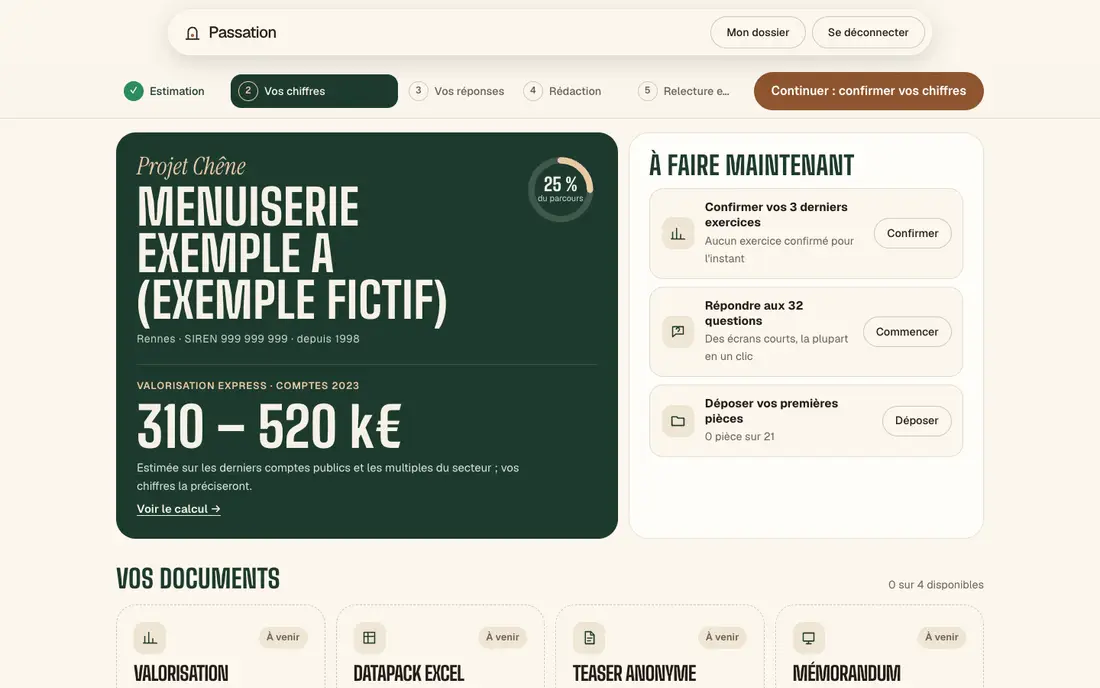 Passation
Mon dossier
Se déconnecter
✓ Estimation
2 Vos chiffres
3 Vos réponses
4 Rédaction
5 Relecture e...
Continuer : confirmer vos chiffres
Projet Chêne
MENUISERIE
EXEMPLE A
(EXEMPLE FICTIF)
25 %
du parcours
Rennes · SIREN 999 999 999 · depuis 1998
VALORISATION EXPRESS · COMPTES 2023
310 – 520 k€
Estimée sur les derniers comptes publics et les multiples du secteur ; vos
chiffres la préciseront.
Voir le calcul →
À FAIRE MAINTENANT
Confirmer vos 3 derniers
exercices
Aucun exercice confirmé pour
l'instant
Confirmer
Répondre aux 32
questions
Des écrans courts, la plupart
en un clic
Commencer
Déposer vos premières
pièces
0 pièce sur 21
Déposer
VOS DOCUMENTS
0 sur 4 disponibles
À venir
VALORISATION
À venir
DATAPACK EXCEL
À venir
TEASER ANONYME
À venir
MÉMORANDUM